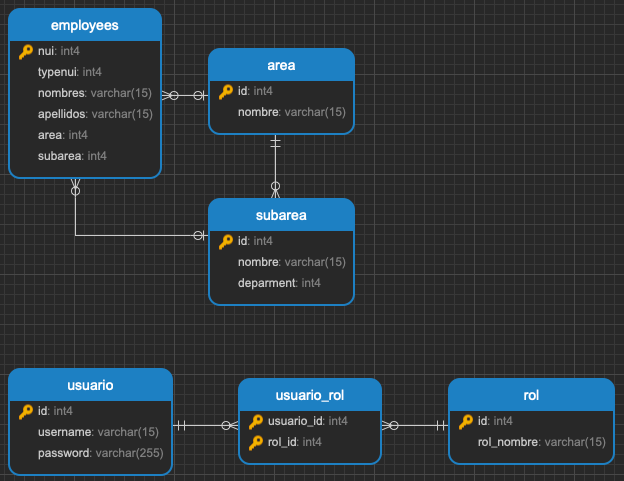 employees
nui: int4
typenui: int4
nombres: varchar(15)
apellidos: varchar(15)
area: int4
subarea: int4
area
id: int4
nombre: varchar(15)
subarea
id: int4
nombre: varchar(15)
deparment: int4
usuario
id: int4
username: varchar(15)
password: varchar(255)
usuario_rol
usuario_id: int4
rol_id: int4
rol
id: int4
rol_nombre: varchar(15)